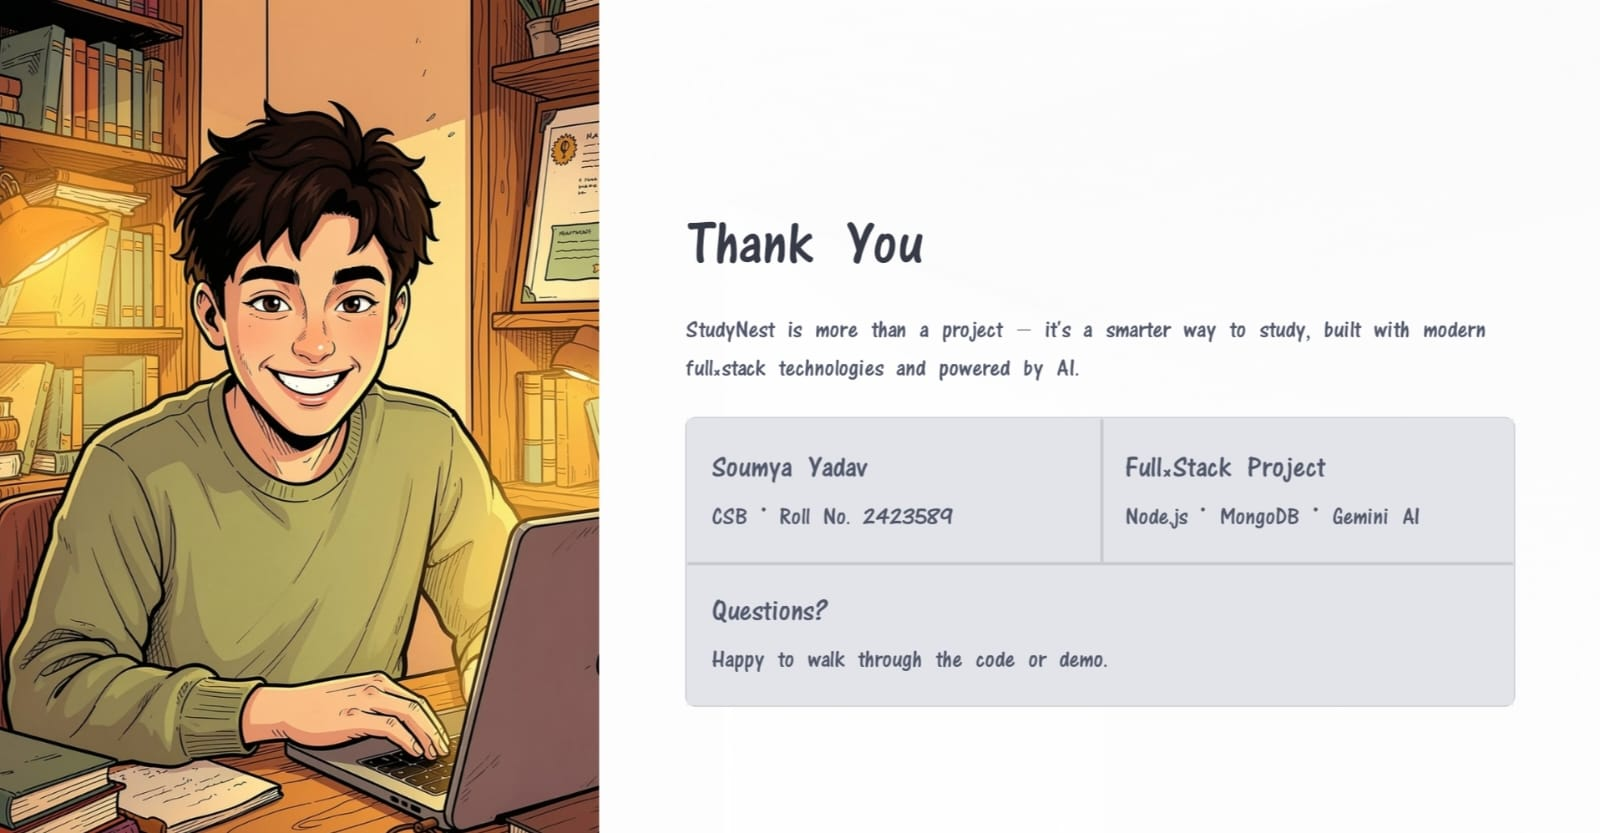 Thank You
StudyNest is more than a project — it's a smarter way to study, built with modern
full×stack technologies and powered by AI.
Soumya Yadav
CSB • Roll No. 2423589
Full×Stack Project
Node.js • MongoDB • Gemini AI
Questions?
Happy to walk through the code or demo.